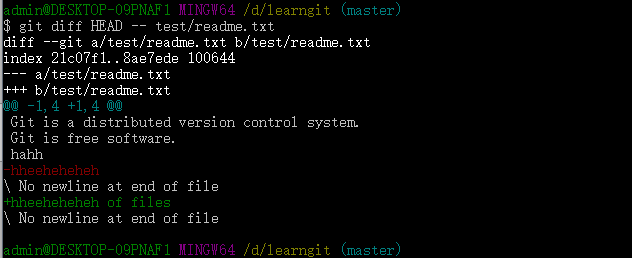 admin@DESKTOP-09PNAF1 MINGW64 /d/learngit (master)
$ git diff HEAD -- test/readme.txt
diff --git a/test/readme.txt b/test/readme.txt
index 21c07f1..8ae7ede 100644
--- a/test/readme.txt
+++ b/test/readme.txt
@@ -1,4 +1,4 @@
 Git is a distributed version control system.
 Git is free software.
 hahh
-hheeheheheh
\ No newline at end of file
+hheeheheheh of files
\ No newline at end of file
admin@DESKTOP-09PNAF1 MINGW64 /d/learngit (master)